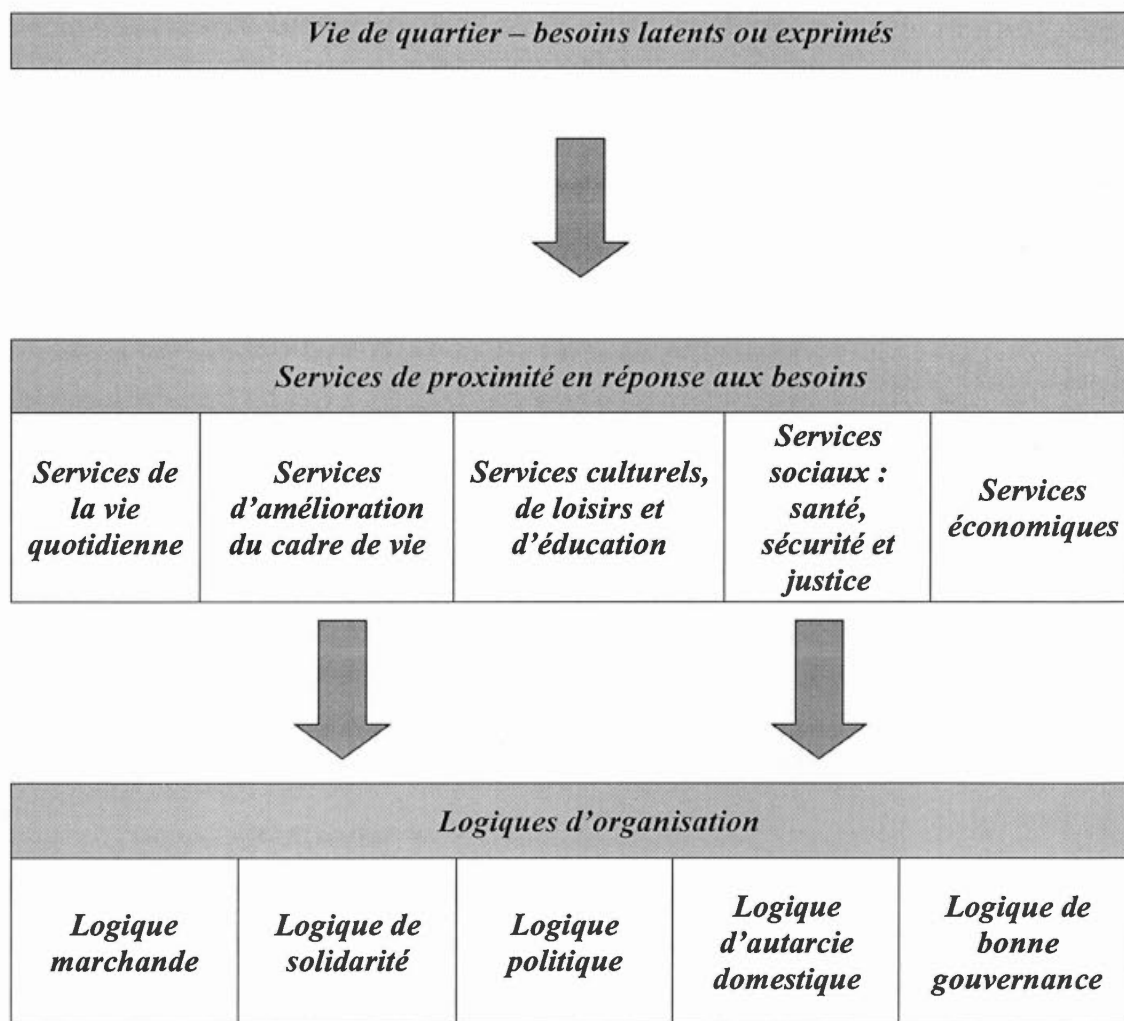 Vie de quartier – besoins latents ou exprimés
Services de proximité en réponse aux besoins
Services de
la vie
quotidienne
Services
d'amélioration
du cadre de vie
Services culturels,
de loisirs et
d'éducation
Services
sociaux :
santé,
sécurité et
justice
Services
économiques
Logiques d'organisation
Logique
marchande
Logique de
solidarité
Logique
politique
Logique
d'autarcie
domestique
Logique de
bonne
gouvernance